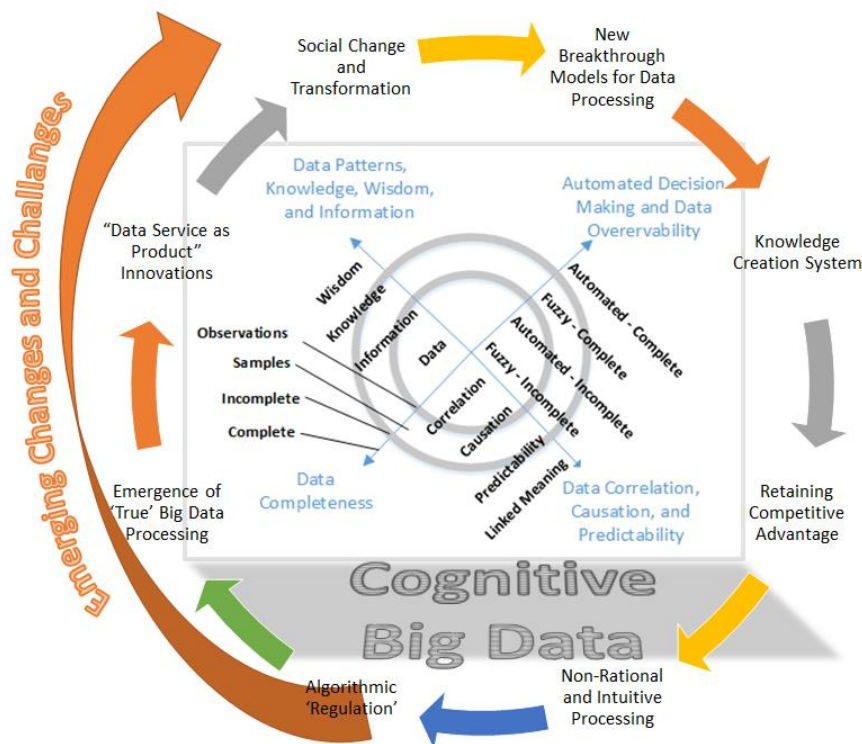 Social Change
and
Transformation
New
Breakthrough
Models for Data
Processing
Emerging Changes and Challanges
Data Patterns,
Knowledge, Wisdom,
and Information
Automated Decision
Making and Data
Overervability
“Data Service as
Product”
Innovations
Knowledge
Creation System
Wisdom
Knowledge
Information
Data
Automated - Complete
Fuzzy - Complete
Automated - Incomplete
Fuzzy - Incomplete
Observations
Samples
Incomplete
Complete
Correlation
Causation
Predictability
Linked Meaning
Data
Completeness
Data Correlation,
Causation, and
Predictability
Emergence of
‘True’ Big Data
Processing
Retaining
Competitive
Advantage
Cognitive
Big Data
Algorithmic
‘Regulation’
Non-Rational
and Intuitive
Processing